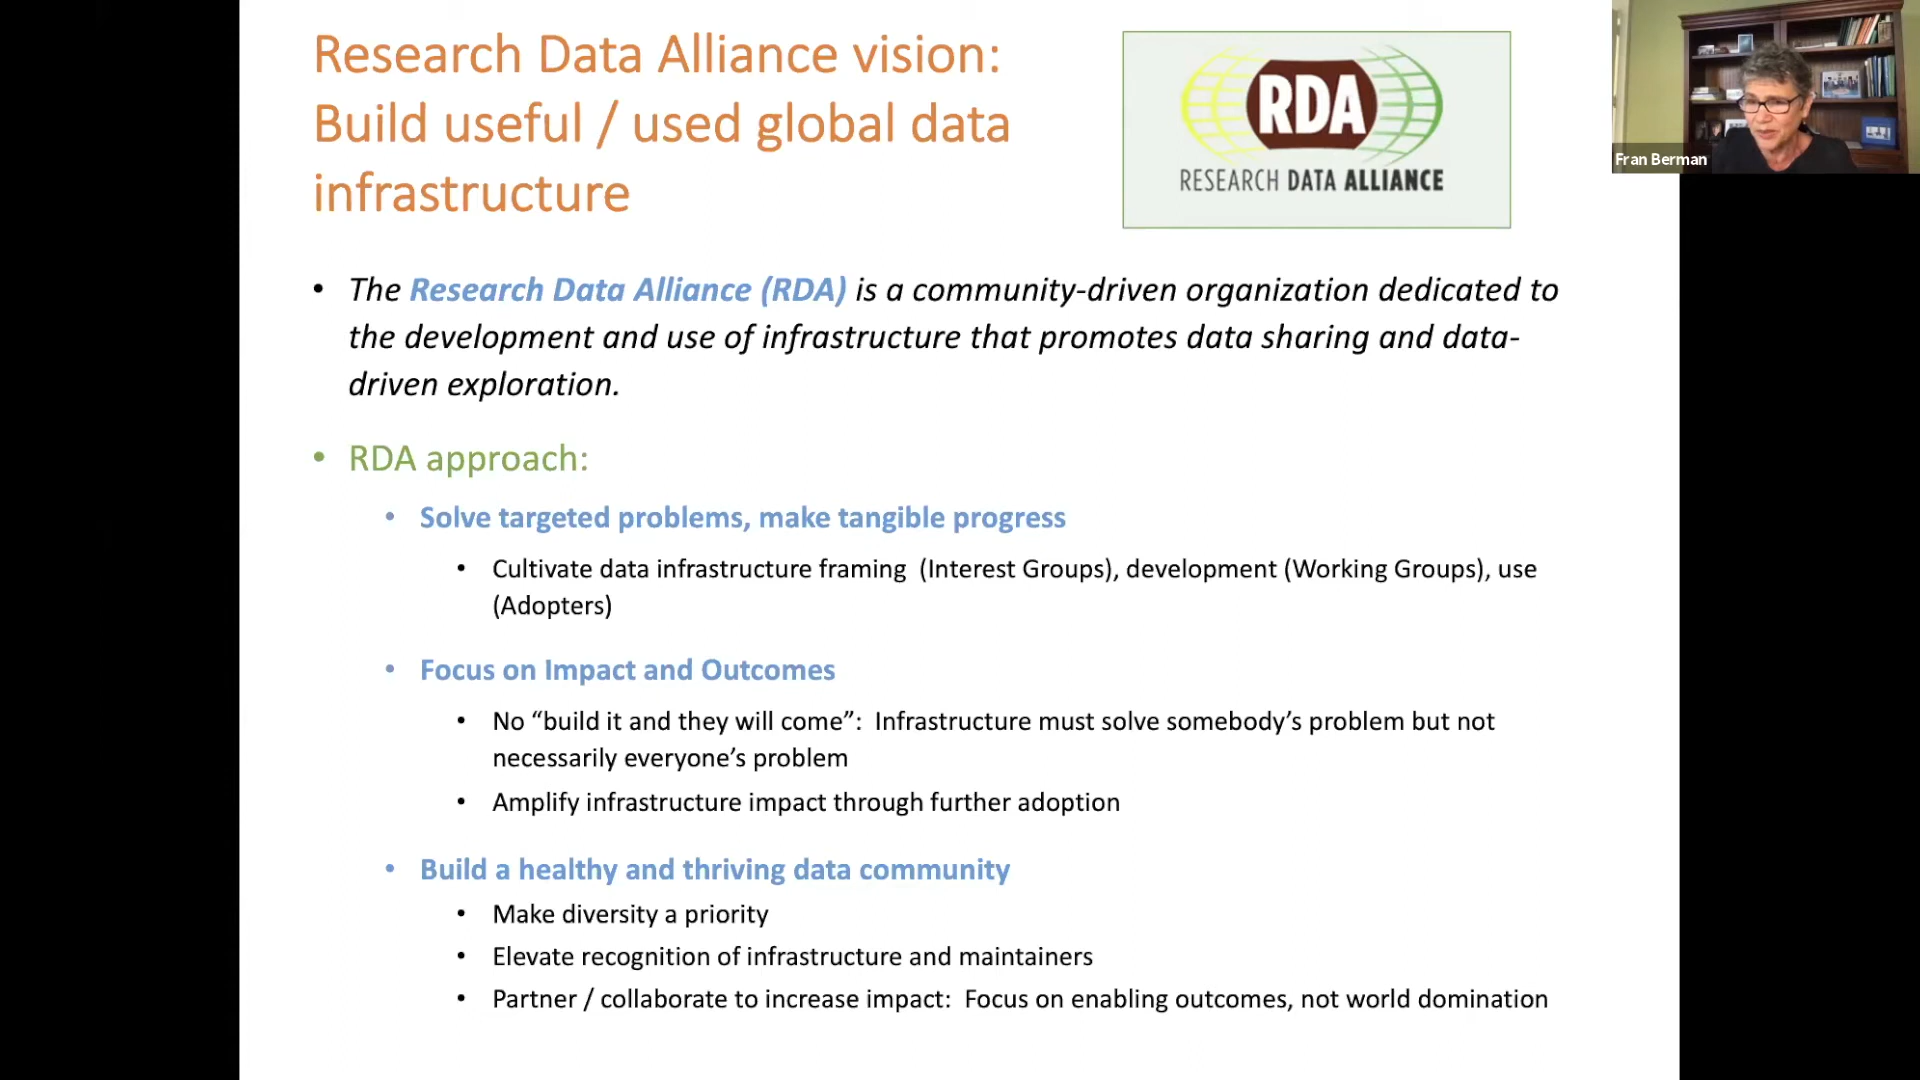 Research Data Alliance vision:
Build useful / used global data
infrastructure
RDA
RESEARCH DATA ALLIANCE
Fran Berman
• The Research Data Alliance (RDA) is a community-driven organization dedicated to
the development and use of infrastructure that promotes data sharing and data-
driven exploration.
• RDA approach:
• Solve targeted problems, make tangible progress
• Cultivate data infrastructure framing  (Interest Groups), development (Working Groups), use
(Adopters)
• Focus on Impact and Outcomes
• No “build it and they will come”:  Infrastructure must solve somebody’s problem but not
necessarily everyone’s problem
• Amplify infrastructure impact through further adoption
• Build a healthy and thriving data community
• Make diversity a priority
• Elevate recognition of infrastructure and maintainers
• Partner / collaborate to increase impact:  Focus on enabling outcomes, not world domination